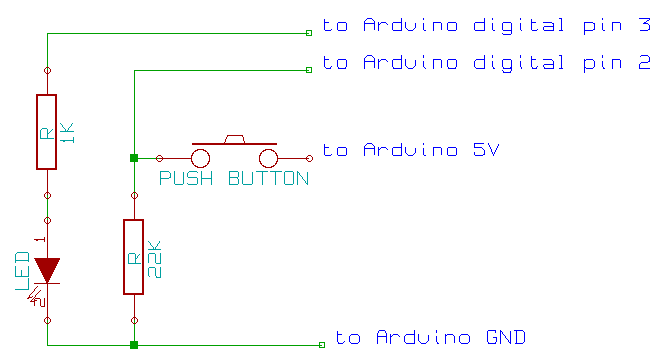 to Arduino digital pin 3
to Arduino digital pin 2
R
1K
to Arduino 5V
PUSH BUTTON
1
LED
2
R
22K
to Arduino GND